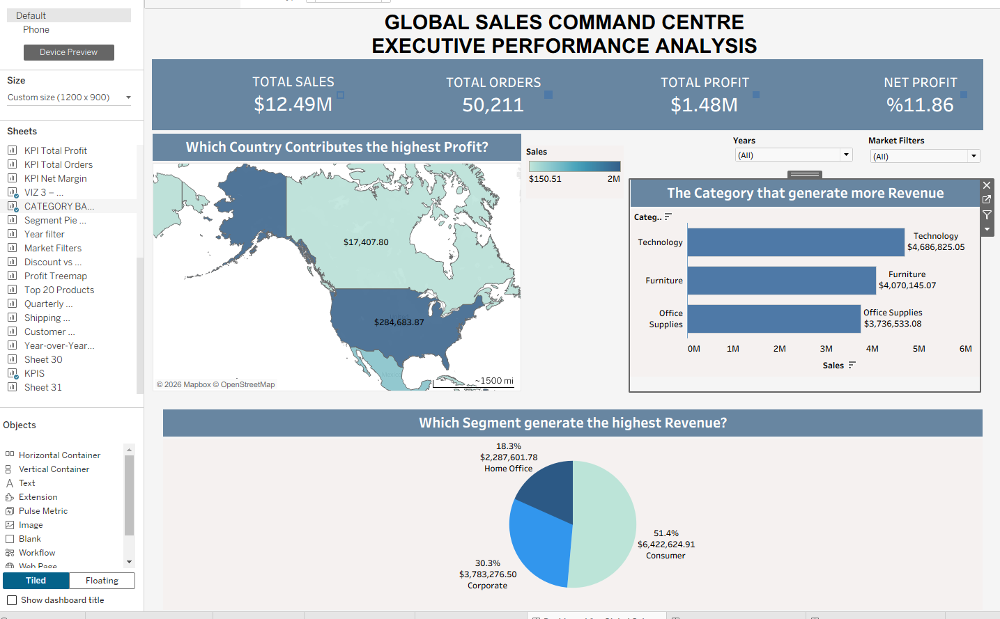 Default
Phone
Device Preview
Size
Custom size (1200 x 900)
Sheets
KPI Total Profit
KPI Total Orders
KPI Net Margin
VIZ 3 – ...
CATEGORY BA...
Segment Pie ...
Year filter
Market Filters
Discount vs ...
Profit Treemap
Top 20 Products
Quarterly ...
Shipping ...
Customer ...
Year-over-Year...
Sheet 30
KPIS
Sheet 31
Objects
Horizontal Container
Vertical Container
Text
Extension
Pulse Metric
Image
Blank
Workflow
Web Page
Tiled
Floating
Show dashboard title
GLOBAL SALES COMMAND CENTRE
EXECUTIVE PERFORMANCE ANALYSIS
TOTAL SALES
$12.49M
TOTAL ORDERS
50,211
TOTAL PROFIT
$1.48M
NET PROFIT
%11.86
Which Country Contributes the highest Profit?
$17,407.80
$284,683.87
© 2026 Mapbox © OpenStreetMap
~1500 mi
Sales
$150.51
2M
Years
(All)
Market Filters
(All)
The Category that generate more Revenue
Categ..
Technology
Technology
$4,686,825.05
Furniture
Furniture
$4,070,145.07
Office
Supplies
Office Supplies
$3,736,533.08
0M 1M 2M 3M 4M 5M 6M
Sales
Which Segment generate the highest Revenue?
18.3%
$2,287,601.78
Home Office
51.4%
$6,422,624.91
Consumer
30.3%
$3,783,276.50
Corporate